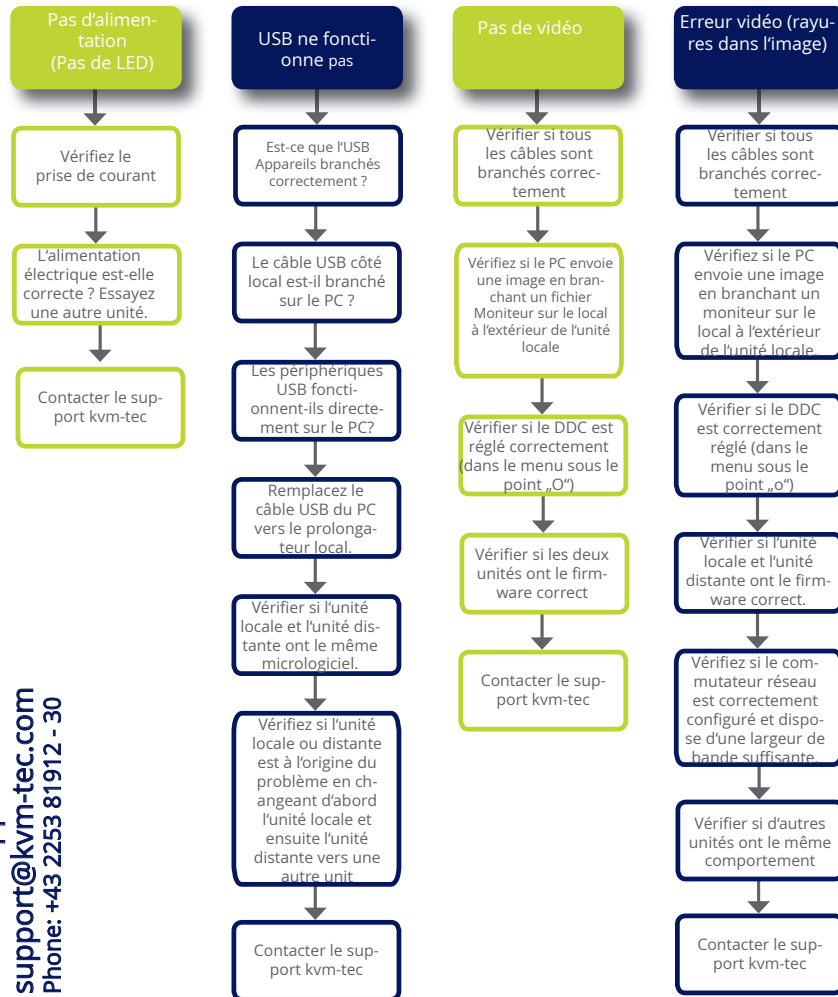 Pas d'alimen-
tation
(Pas de LED)
Vérifiez le
prise de courant
L'alimentation
électrique est-elle
correcte ? Essayez
une autre unité.
Contacter le sup-
port kvm-tec
USB ne foncti-
onne pas
Est-ce que l'USB
Appareils branchés
correctement ?
Le câble USB côté
local est-il branché
sur le PC ?
Les périphériques
USB foncti-
onnent-ils directe-
ment sur le PC?
Remplacez le
câble USB du PC
vers le prolonga-
teur local.
Vérifier si l'unité
locale et l'unité dis-
tante ont le même
micrologiciel.
Vérifiez si l'unité
locale ou distante
est à l'origine du
problème en ch-
angeant d'abord
l'unité locale et
ensuite l'unité
distante vers une
autre unit
Contacter le sup-
port kvm-tec
Pas de vidéo
Vérifier si tous
les câbles sont
branchés correc-
tement
Vérifiez si le PC envoie
une image en bran-
chant un fichier
Moniteur sur le local
à l'extérieur de l'unité
locale
Vérifier si le DDC est
réglé correctement
(dans le menu sous le
point „O“)
Vérifier si les deux
unités ont le firm-
ware correct
Contacter le sup-
port kvm-tec
Erreur vidéo (rayu-
res dans l'image)
Vérifier si tous
les câbles sont
branchés correc-
tement
Vérifiez si le PC
envoie une image
en branchant un
moniteur sur le
local à l'extérieur
de l'unité locale.
Vérifier si le DDC
est correctement
réglé (dans le
menu sous le
point „o“)
Vérifier si l'unité
locale et l'unité
distante ont le firm-
ware correct.
Vérifiez si le com-
mutateur réseau
est correctement
configuré et dispo-
se d'une largeur de
bande suffisante.
Vérifier si d'autres
unités ont le même
comportement
Contacter le sup-
port kvm-tec
support@kvm-tec.com
Phone: +43 2253 81912 - 30